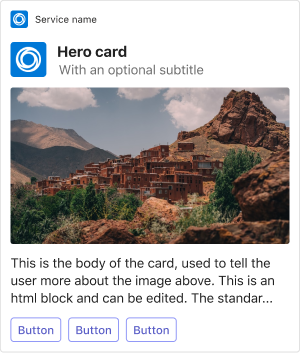 Service name
Hero card
With an optional subtitle
This is the body of the card, used to tell the
user more about the image above. This is an
html block and can be edited. The standar...
Button Button Button